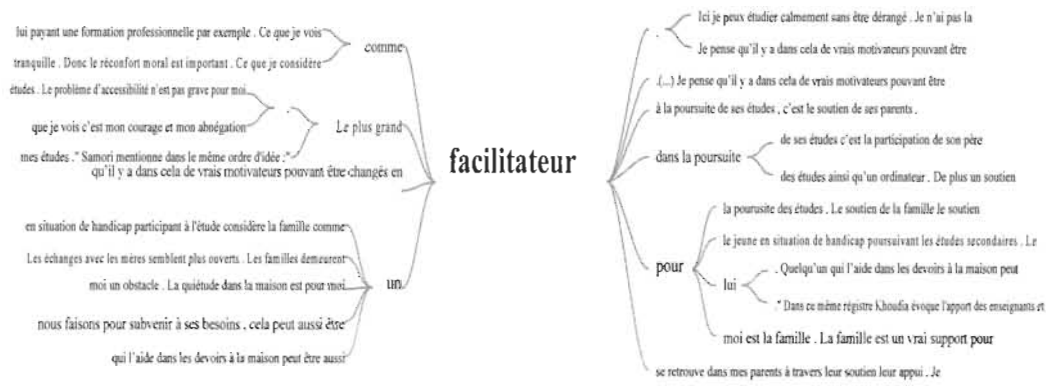 lui payant une formation professionnelle par exemple . Ce que je vois
tranquille . Donc le réconfort moral est important . Ce que je considère
comme
études . Le problème d'accessibilité n'est pas grave pour moi
.
que je vois c'est mon courage et mon abnégation
Le plus grand
mes études ." Samori mentionne dans le même ordre d'idée :"
qu'il y a dans cela de vrais motivateurs pouvant être changés en
en situation de handicap participant à l'étude considère la famille comme
Les échanges avec les mères semblent plus ouverts . Les familles demeurent
moi un obstacle . La quiétude dans la maison est pour moi
un
nous faisons pour subvenir à ses besoins , cela peut aussi être
qui l'aide dans les devoirs à la maison peut être aussi
facilitateur
Ici je peux étudier calmement sans être dérangé . Je n'ai pas la
.
Je pense qu'il y a dans cela de vrais motivateurs pouvant être
.(...) Je pense qu'il y a dans cela de vrais motivateurs pouvant être
à la poursuite de ses études , c'est le soutien de ses parents .
de ses études c'est la participation de son père
dans la poursuite
des études ainsi qu'un ordinateur . De plus un soutien
la poursuite des études . Le soutien de la famille le soutien
le jeune en situation de handicap poursuivant les études secondaires . Le
pour
. Quelqu'un qui l'aide dans les devoirs à la maison peut
lui
." Dans ce même régistre Khoudia évoque l'apport des enseignants et
moi est la famille . La famille est un vrai support pour
se retrouve dans mes parents à travers leur soutien leur appui . Je